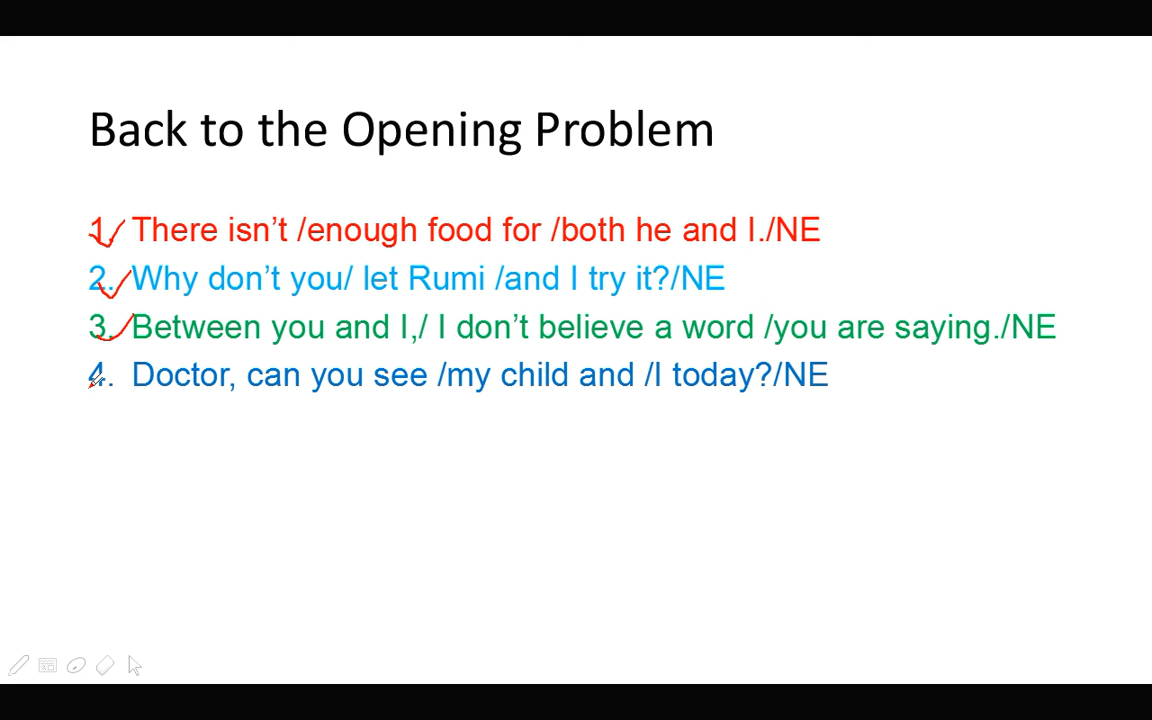 Back to the Opening Problem
1. There isn’t /enough food for /both he and I./NE
2. Why don’t you/ let Rumi /and I try it?/NE
3. Between you and I,/ I don’t believe a word /you are saying./NE
4. Doctor, can you see /my child and /I today?/NE